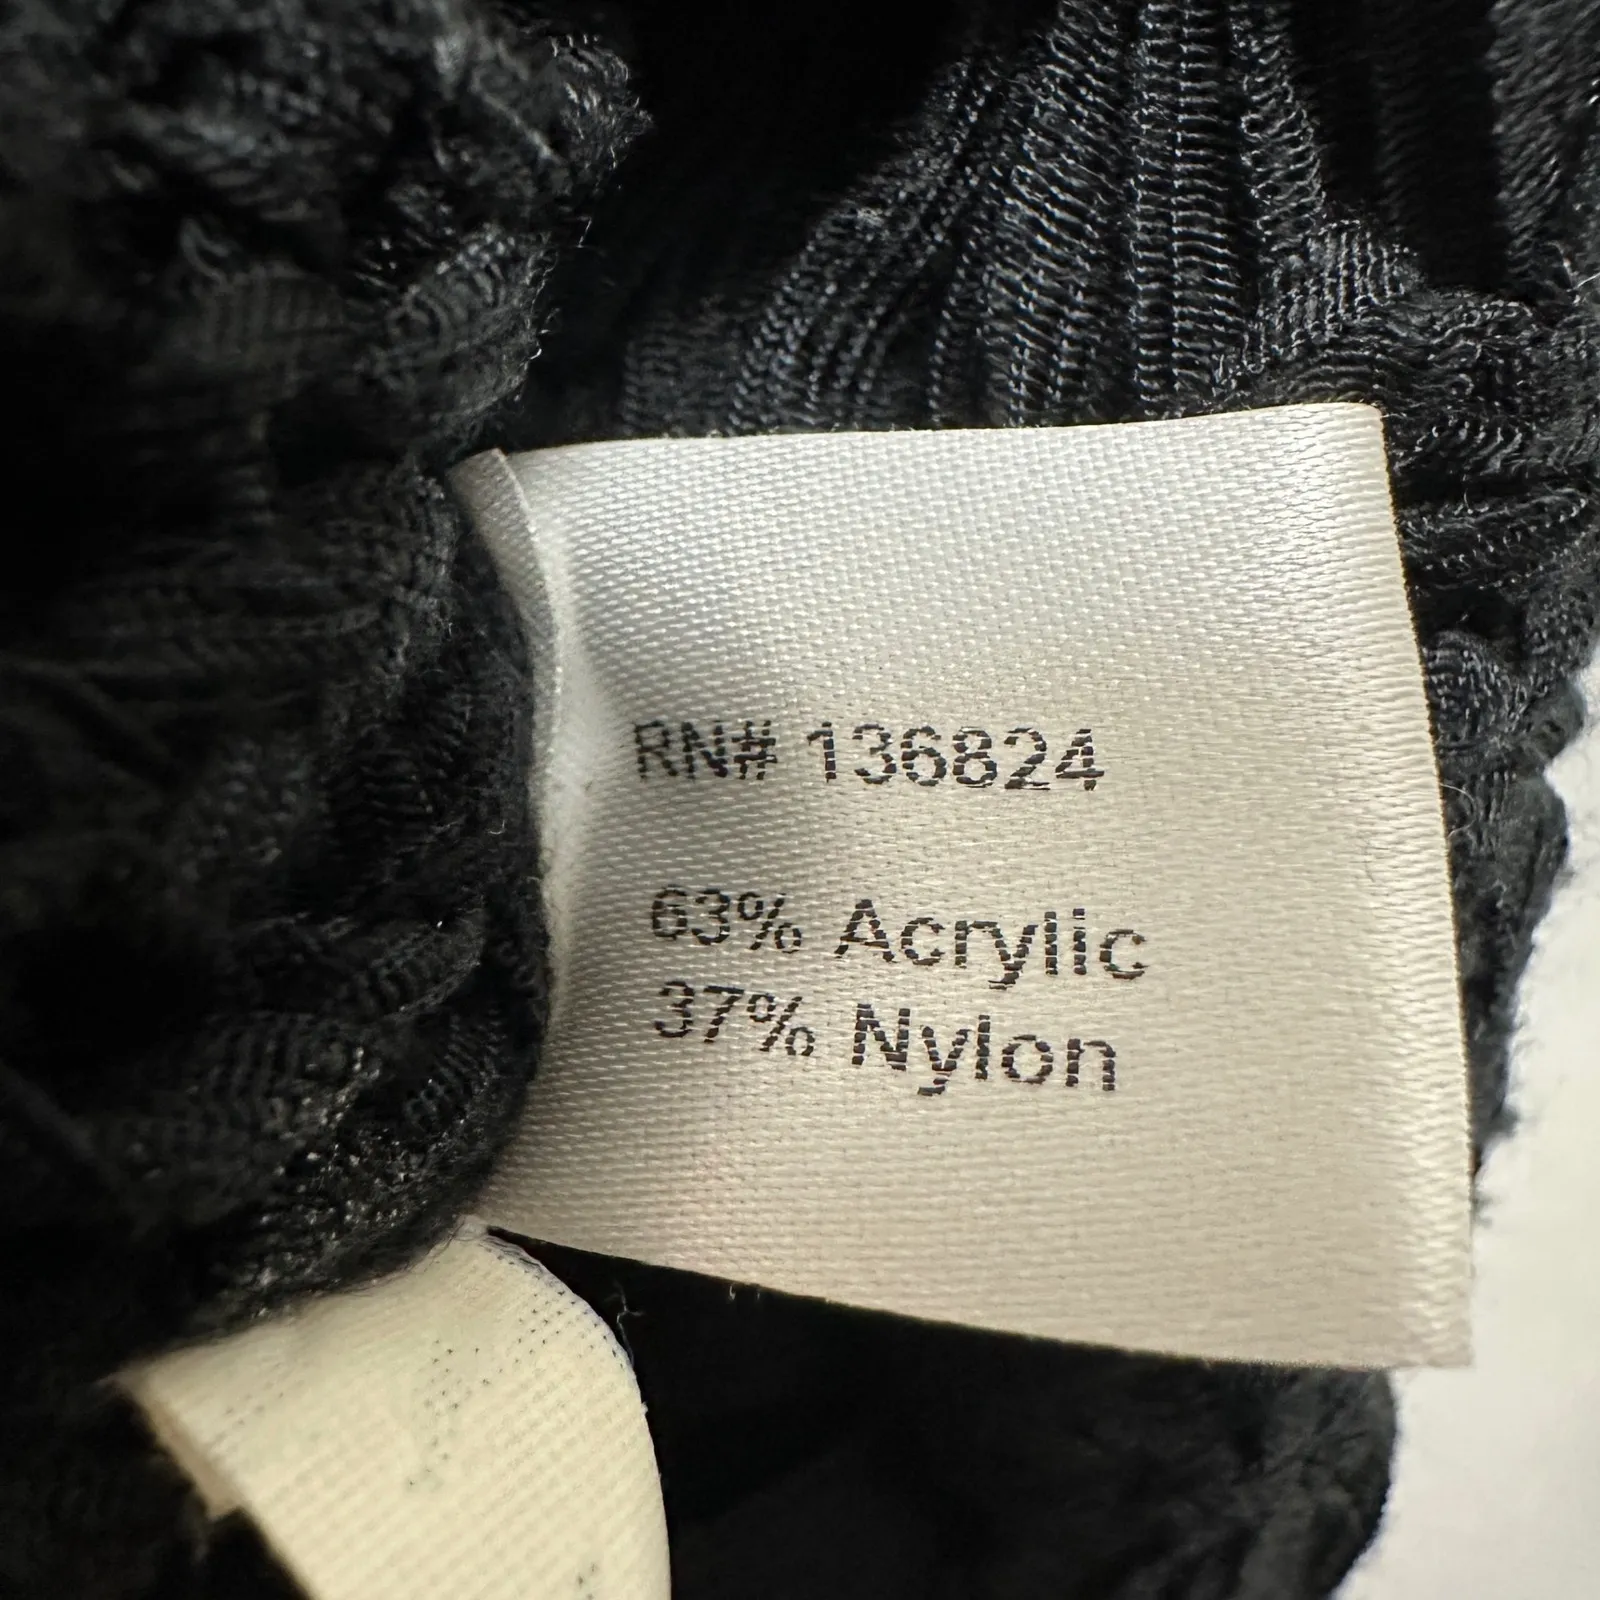 RN# 136824
63% Acrylic
37% Nylon